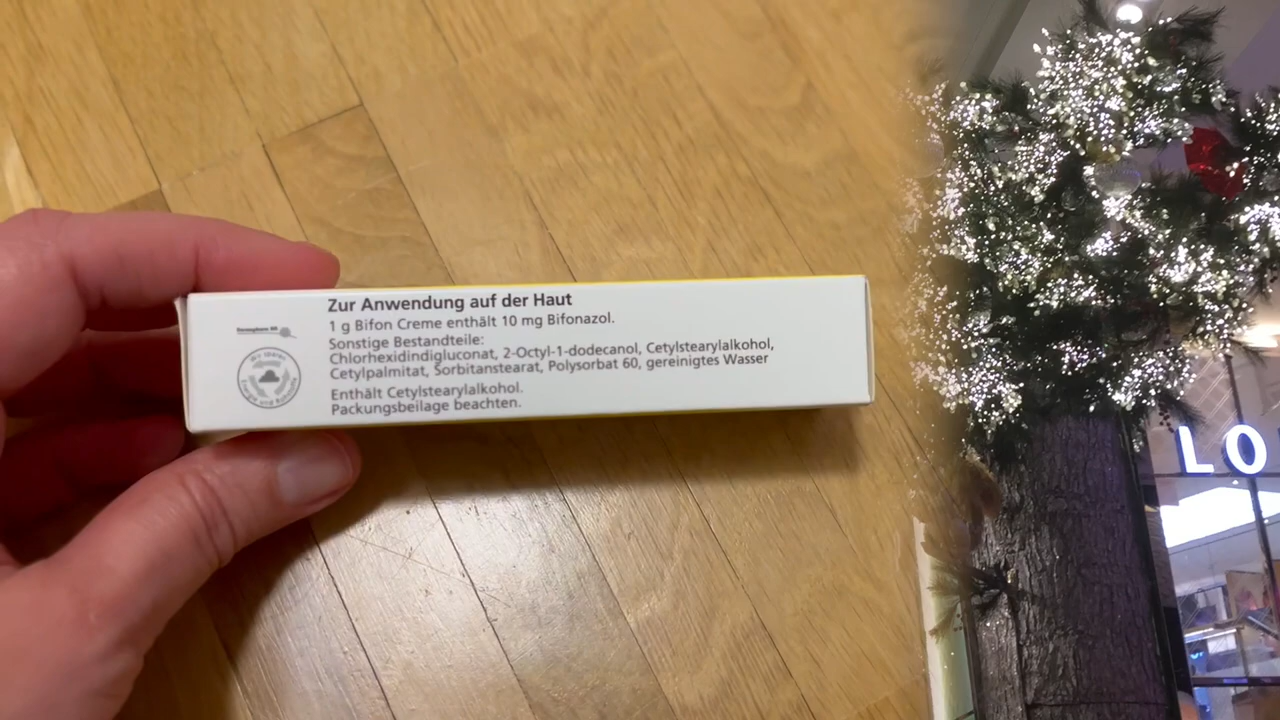 Zur Anwendung auf der Haut
1 g Bifon Creme enthält 10 mg Bifonazol.
Sonstige Bestandteile:
Chlorhexidindigluconat, 2-Octyl-1-dodecanol, Cetylstearylalkohol,
Cetylpalmitat, Sorbitanstearat, Polysorbat 60, gereinigtes Wasser
Enthält Cetylstearylalkohol.
Packungsbeilage beachten.
LO